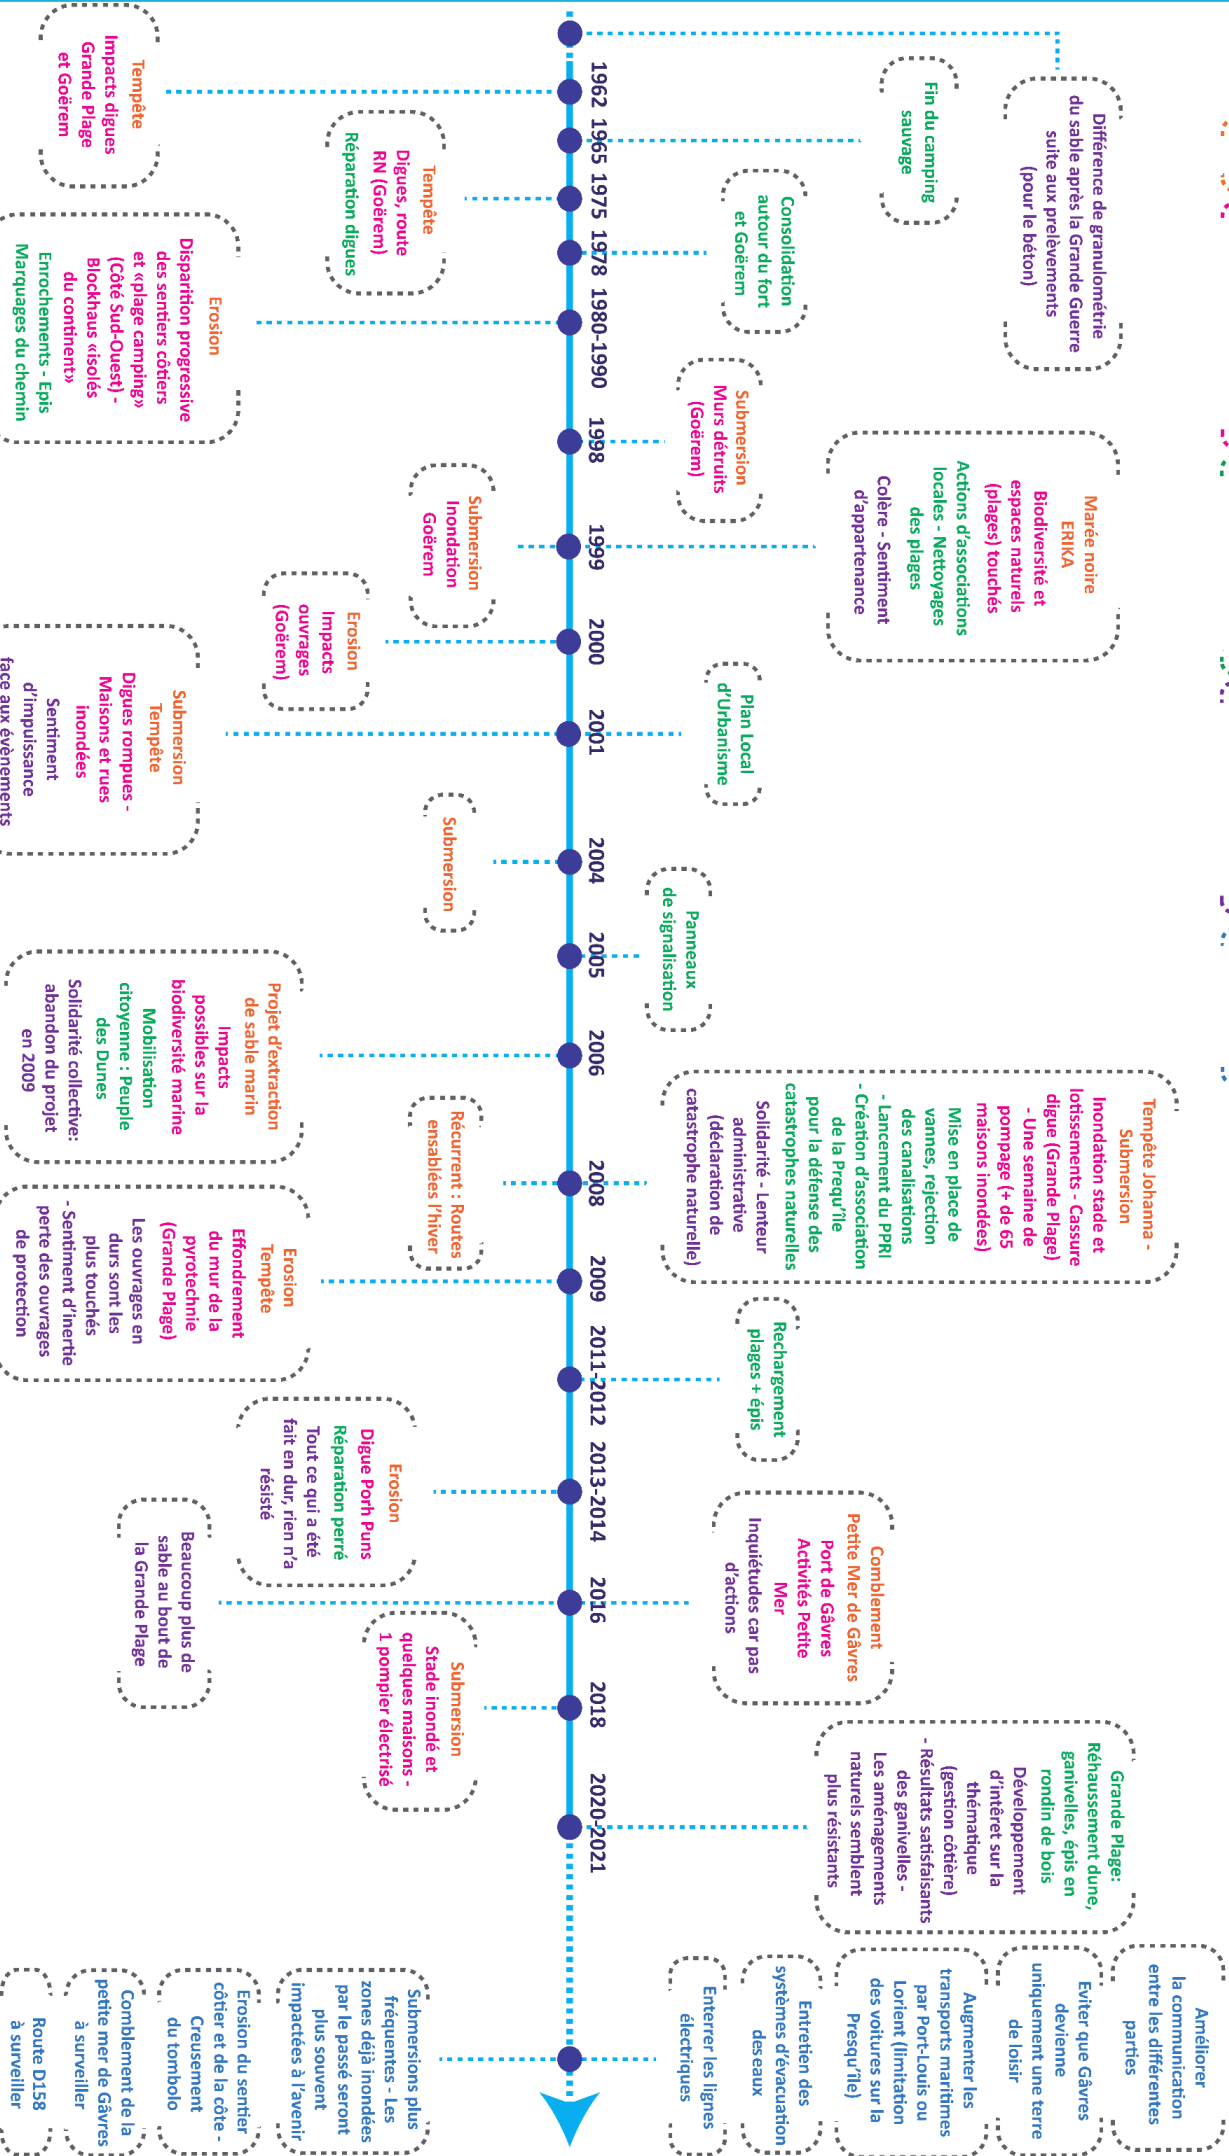 Différence de granulométrie
du sable après la Grande Guerre
suite aux prelèvements
(pour le béton)
1962
Tempête
Impacts digues
Grande Plage
et Goërem
1965
Fin du camping
sauvage
1975
Tempête
Digues, route
RN (Goërem)
Réparation digues
1978
Consolidation
autour du fort
et Goërem
1980-1990
Erosion
Disparition progressive
des sentiers côtiers
et «plage camping»
(Côté Sud-Ouest) -
Blockhaus «isolés
du continent»
Enrochements - Epis
Marquages du chemin
1998
Submersion
Murs détruits
(Goërem)
1999
Marée noire
ERIKA
Biodiversité et
espaces naturels
(plages) touchés
Actions d’associations
locales - Nettoyages
des plages
Colère - Sentiment
d’appartenance
Submersion
Inondation
Goërem
2000
Erosion
Impacts
ouvrages
(Goërem)
2001
Plan Local
d’Urbanisme
Submersion
Tempête
Digues rompues -
Maisons et rues
inondées
Sentiment
d’impuissance
face aux évènements
2004
Submersion
2005
Panneaux
de signalisation
2006
Projet d’extraction
de sable marin
Impacts
possibles sur la
biodiversité marine
Mobilisation
citoyenne : Peuple
des Dunes
Solidarité collective:
abandon du projet
en 2009
2008
Tempête Johanna -
Submersion
Inondation stade et
lotissements - Cassure
digue (Grande Plage)
- Une semaine de
pompage (+ de 65
maisons inondées)
Mise en place de
vannes, rejection
des canalisations
- Lancement du PPRI
- Création d’association
de la Prequ’île
pour la défense des
catastrophes naturelles
Solidarité - Lenteur
administrative
(déclaration de
catastrophe naturelle)
Récurrent : Routes
ensablées l’hiver
2009
Erosion
Tempête
Effondrement
du mur de la
pyrotechnie
(Grande Plage)
Les ouvrages en
durs sont les
plus touchés
- Sentiment d’inertie
perte des ouvrages
de protection
2011-2012
Rechargement
plages + épis
2013-2014
Erosion
Digue Porh Puns
Réparation perré
Tout ce qui a été
fait en dur, rien n’a
résisté
2016
Comblement
Petite Mer de Gâvres
Port de Gâvres
Activités Petite
Mer
Inquiétudes car pas
d’actions
Beaucoup plus de
sable au bout de
la Grande Plage
2018
Submersion
Stade inondé et
quelques maisons -
1 pompier électrisé
2020-2021
Grande Plage:
Réhaussement dune,
ganivelles, épis en
rondin de bois
Développement
d’intêret sur la
thématique
(gestion côtière)
- Résultats satisfaisants
des ganivelles -
Les aménagements
naturels semblent
plus résistants
Améliorer
la communication
entre les différentes
parties
Eviter que Gâvres
devienne
uniquement une terre
de loisir
Augmenter les
transports maritimes
par Port-Louis ou
Lorient (limitation
des voitures sur la
Presqu’île)
Entretien des
systèmes d’évacuation
des eaux
Enterrer les lignes
électriques
Submersions plus
fréquentes - Les
zones déjà inondées
par le passé seront
plus souvent
impactées à l’avenir
Erosion du sentier
côtier et de la côte -
Creusement
du tombolo
Comblement de la
petite mer de Gâvres
à surveiller
Route D158
à surveiller